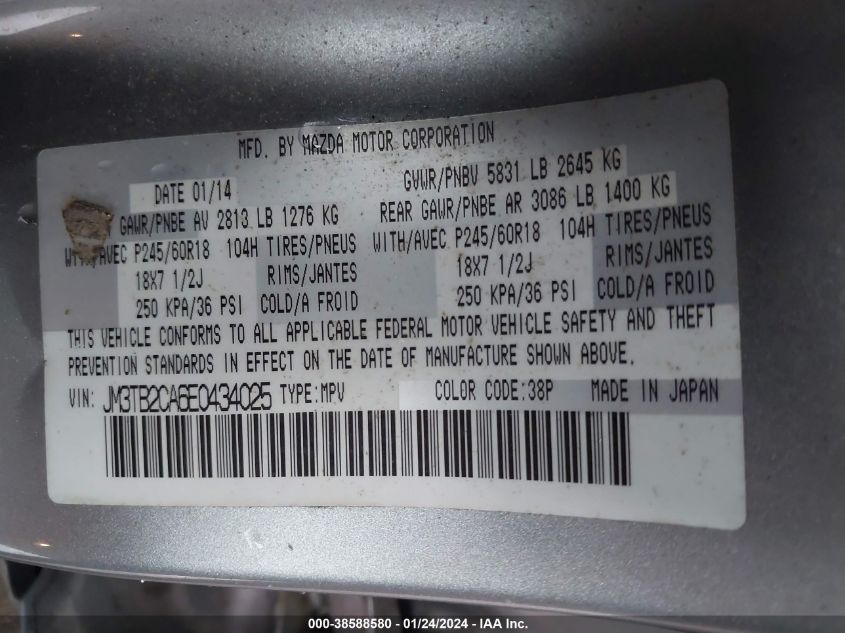 MFD. BY MAZDA MOTOR CORPORATION
DATE 01/14 GVWR/PNBV 5831 LB 2645 KG
GAWR/PNBE AV 2813 LB 1276 KG REAR GAWR/PNBE AR 3086 LB 1400 KG
WITH/AVEC P245/60R18 104H TIRES/PNEUS WITH/AVEC P245/60R18 104H TIRES/PNEUS
18X7 1/2J RIMS/JANTES 18X7 1/2J RIMS/JANTES
250 KPA/36 PSI COLD/A FROID 250 KPA/36 PSI COLD/A FROID
THIS VEHICLE CONFORMS TO ALL APPLICABLE FEDERAL MOTOR VEHICLE SAFETY AND THEFT
PREVENTION STANDARDS IN EFFECT ON THE DATE OF MANUFACTURE SHOWN ABOVE.
VIN: JM3TB2CA6E0434025 TYPE:MPV COLOR CODE:38P MADE IN JAPAN
000-38588580 - 01/24/2024 - IAA Inc.